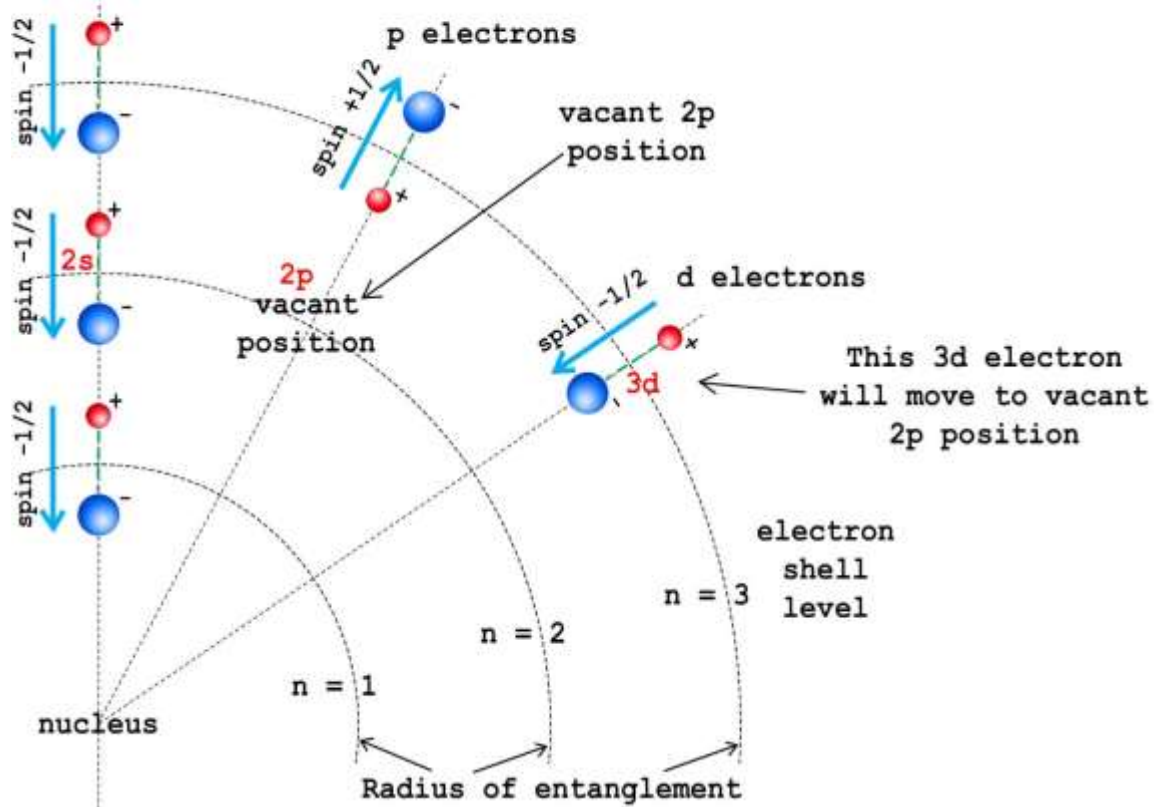 +
spin -1/2
-
p electrons
spin +1/2
-
+
vacant 2p
position
+
spin -1/2
2s
-
2p
vacant
position
d electrons
spin -1/2
+
3d
-
This 3d electron
will move to vacant
2p position
+
spin -1/2
-
electron
shell
level
n = 3
n = 2
n = 1
nucleus
Radius of entanglement